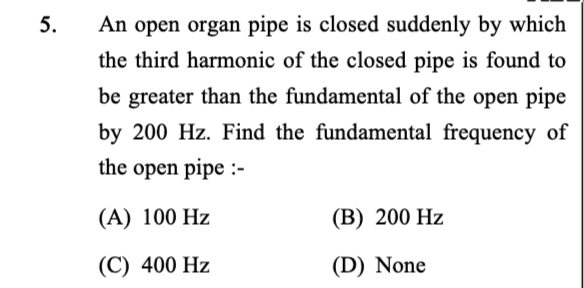 5. An open organ pipe is closed suddenly by which
the third harmonic of the closed pipe is found to
be greater than the fundamental of the open pipe
by 200 Hz. Find the fundamental frequency of
the open pipe :-
(A) 100 Hz (B) 200 Hz
(C) 400 Hz (D) None